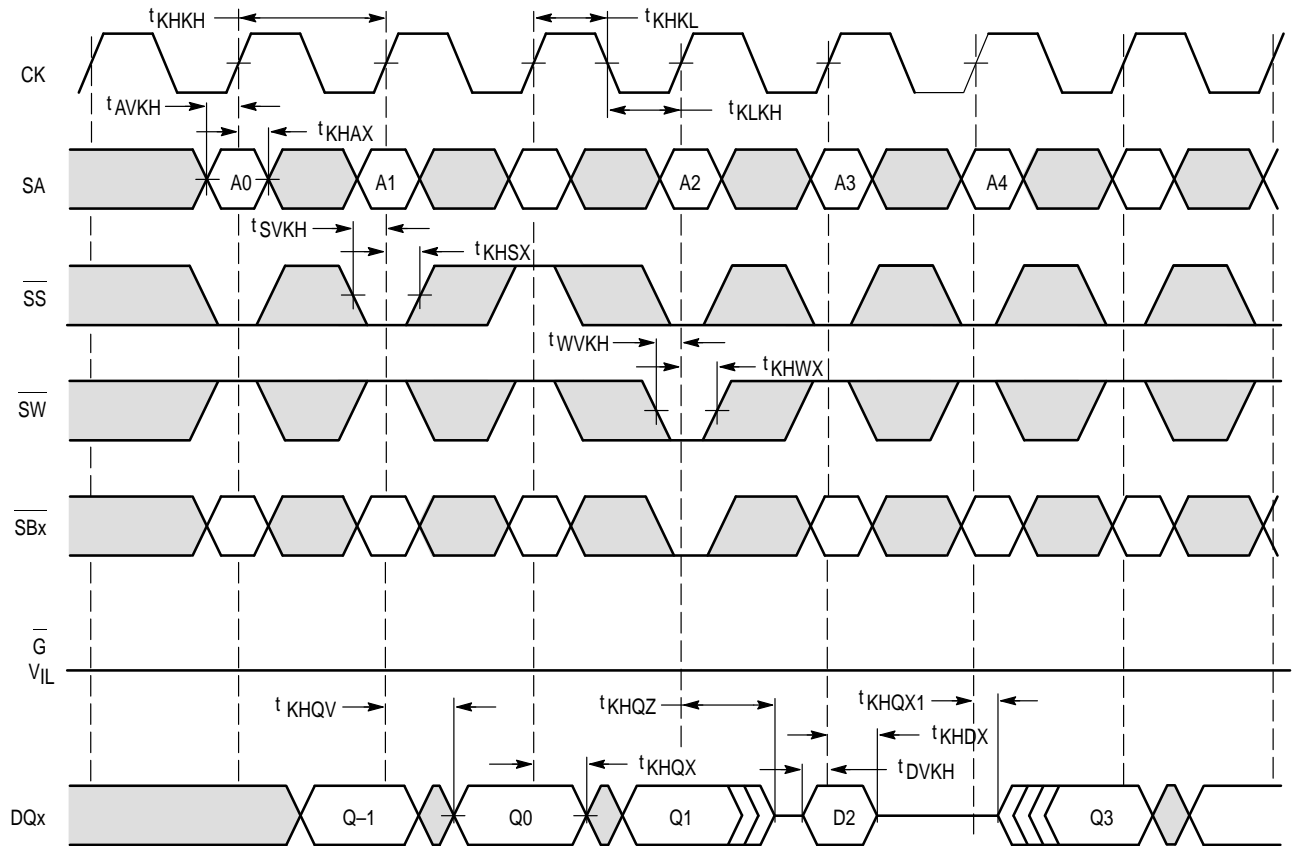 tKHKH
tKHKL
CK
tAVKH
tKHAX
tKLKH
SA
A0
A1
A2
A3
A4
tSVKH
tKHSX
SS
tWVKH
tKHWX
SW
SBx
G
VIL
tKHQV
tKHQZ
tKHQX1
tKHDX
tKHQX
tDVKH
DQx
Q–1
Q0
Q1
D2
Q3